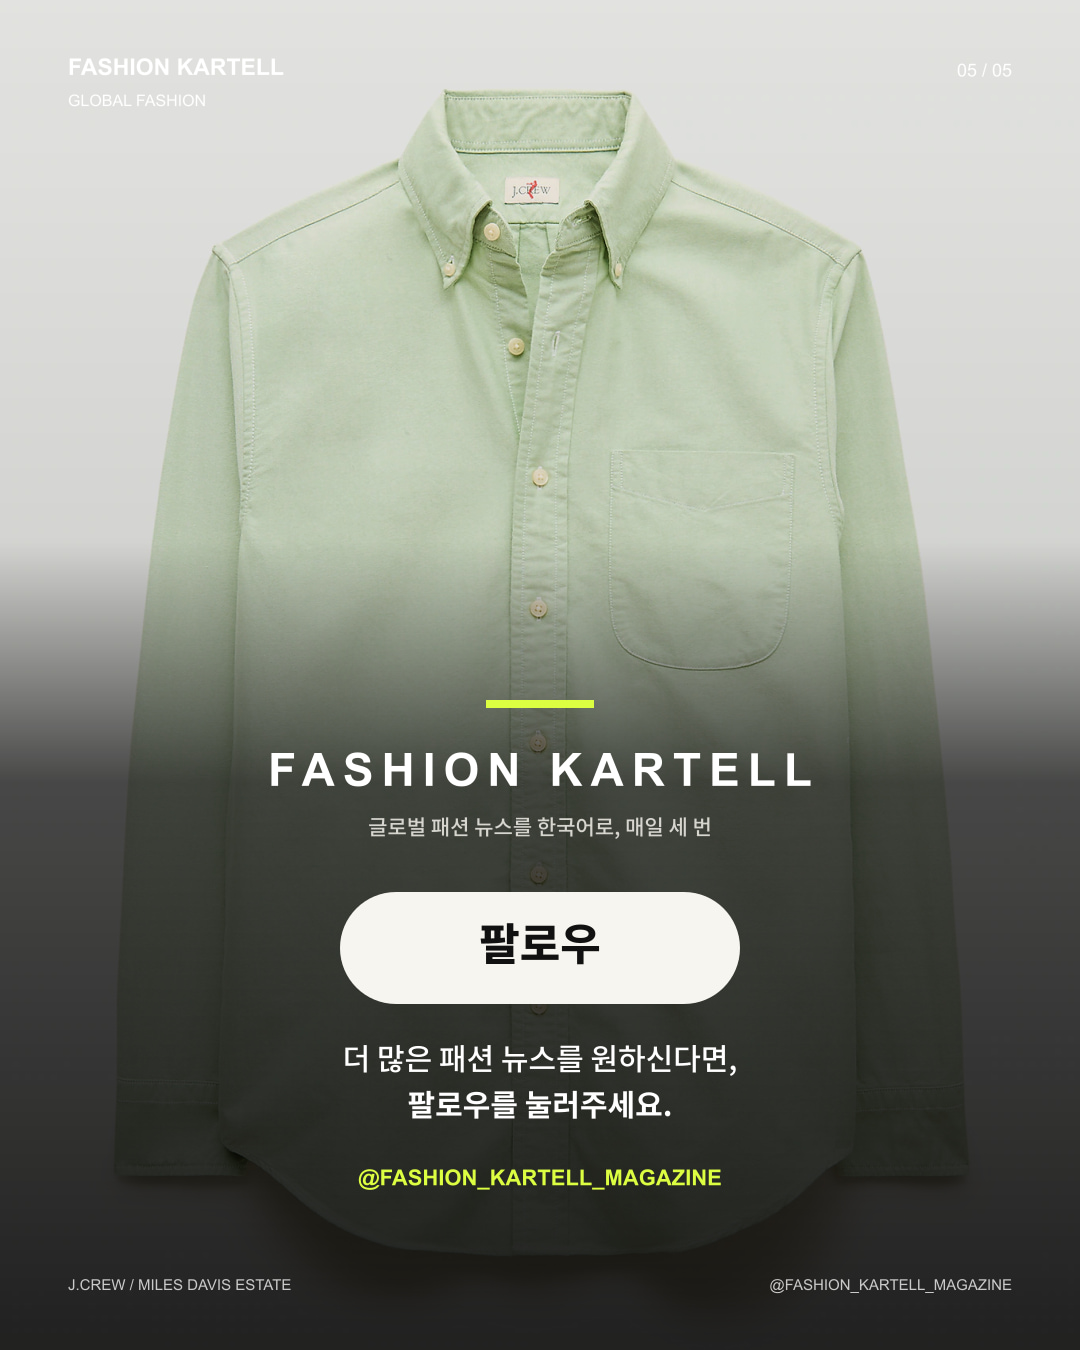 FASHION KARTELL
05 / 05
GLOBAL FASHION
J.CREW
FASHION KARTELL
글로벌 패션 뉴스를 한국어로, 매일 세 번
팔로우
더 많은 패션 뉴스를 원하신다면,
팔로우를 눌러주세요.
@FASHION_KARTELL_MAGAZINE
J.CREW / MILES DAVIS ESTATE
@FASHION_KARTELL_MAGAZINE